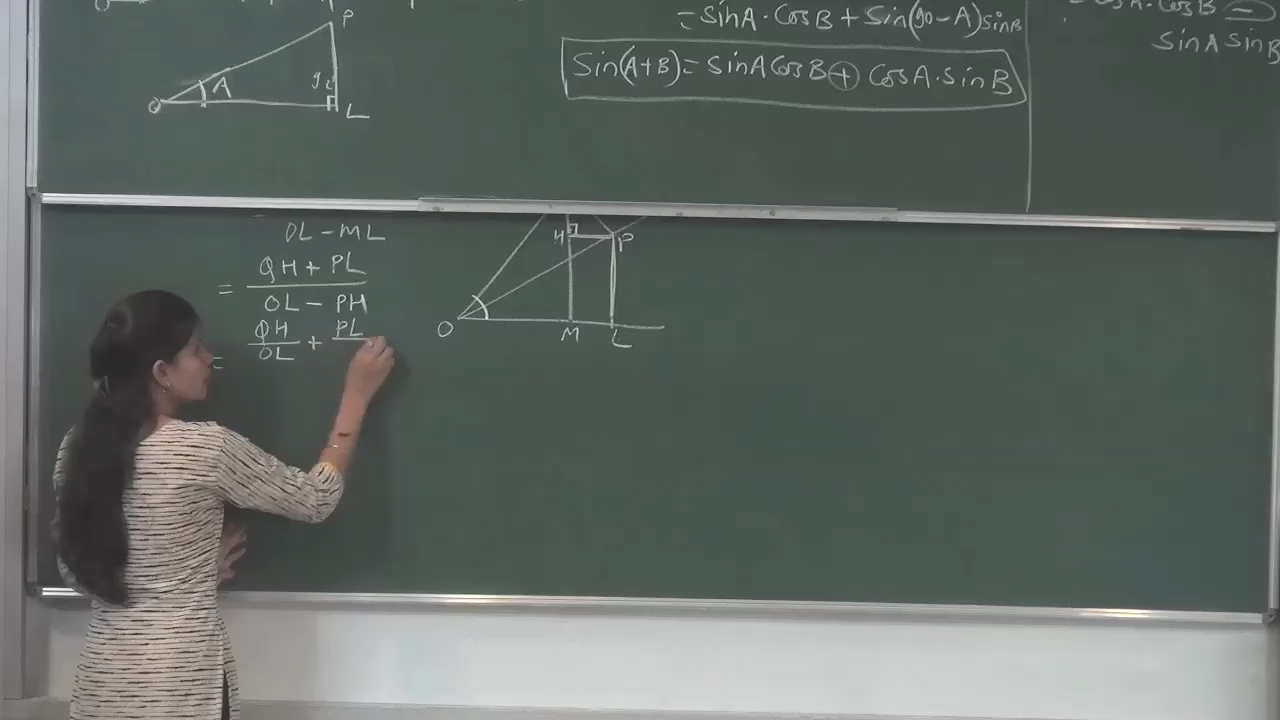 P
A
O
L
= sinA·CosB + sin(90-A)sinB
Sin(A+B) = sinA CosB + CosA·sinB
CosB -
sinA sinB
OL - ML
= QH + PL / OL - PH
= QH/OL + PL
H
P
O
M
L